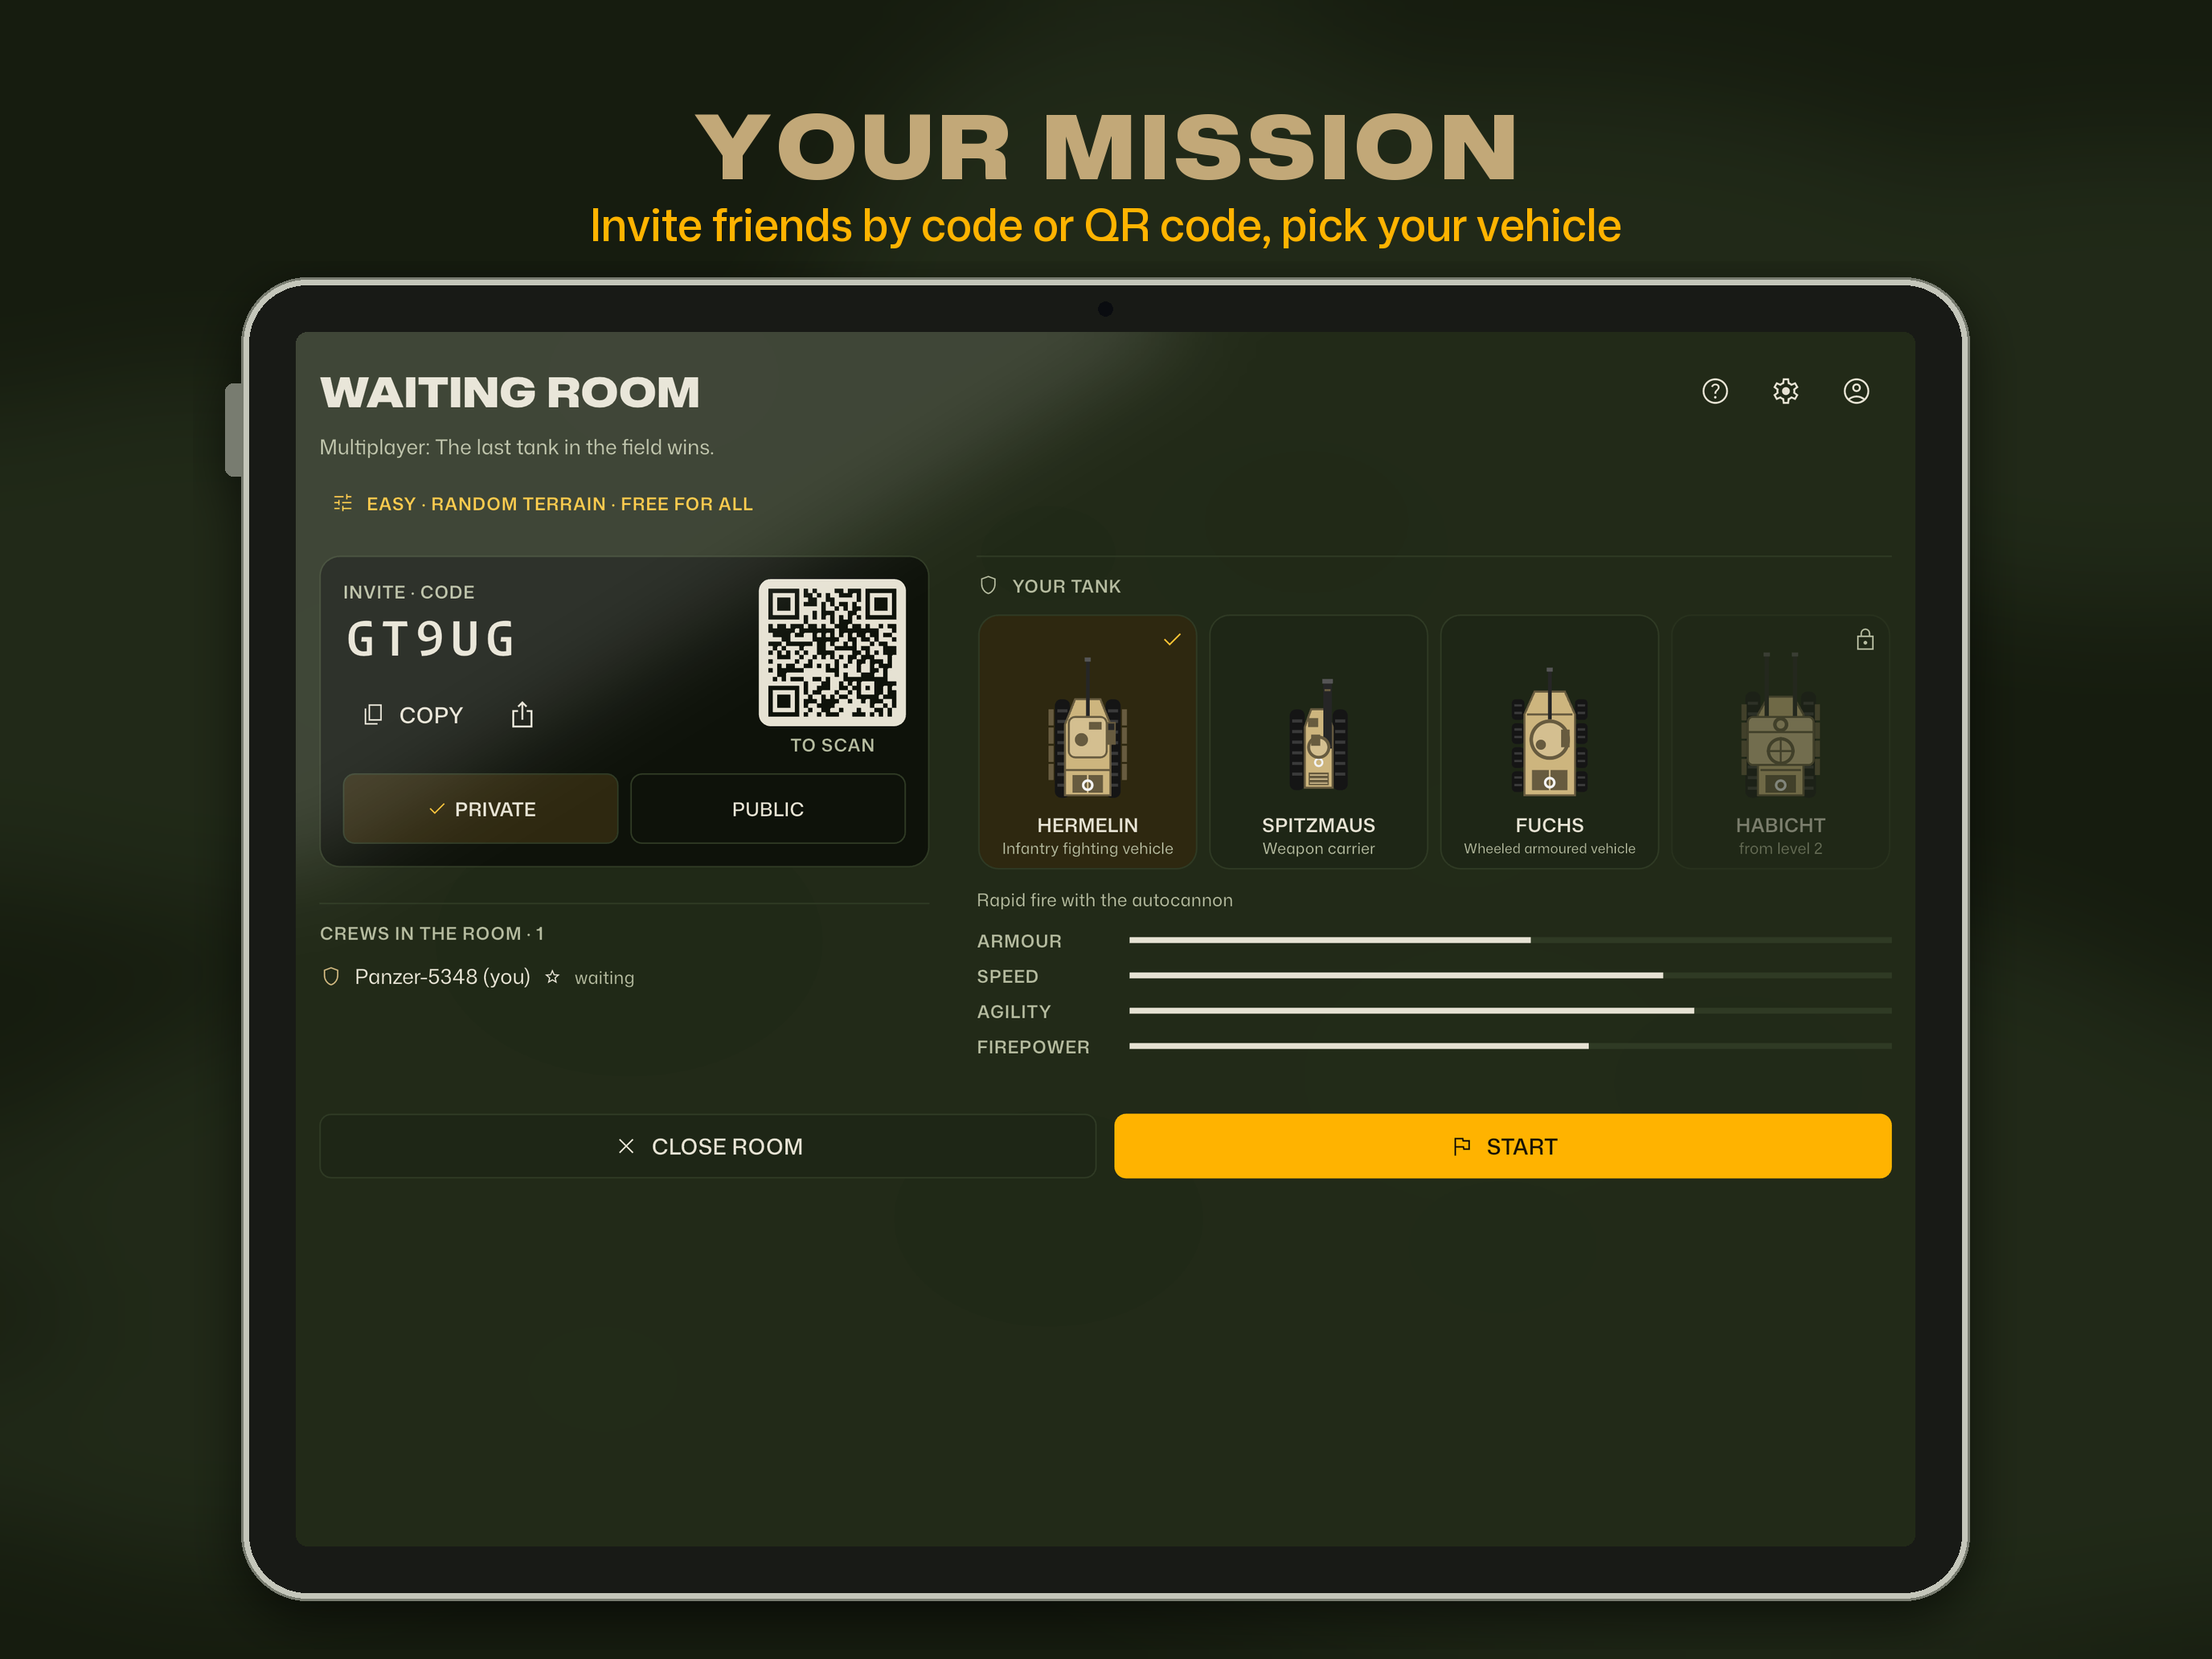 YOUR MISSION
Invite friends by code or QR code, pick your vehicle
WAITING ROOM
Multiplayer: The last tank in the field wins.
EASY · RANDOM TERRAIN · FREE FOR ALL
INVITE · CODE
GT9UG
COPY
TO SCAN
PRIVATE
PUBLIC
CREWS IN THE ROOM · 1
Panzer-5348 (you) waiting
YOUR TANK
HERMELIN
Infantry fighting vehicle
SPITZMAUS
Weapon carrier
FUCHS
Wheeled armoured vehicle
HABICHT
from level 2
Rapid fire with the autocannon
ARMOUR
SPEED
AGILITY
FIREPOWER
CLOSE ROOM
START